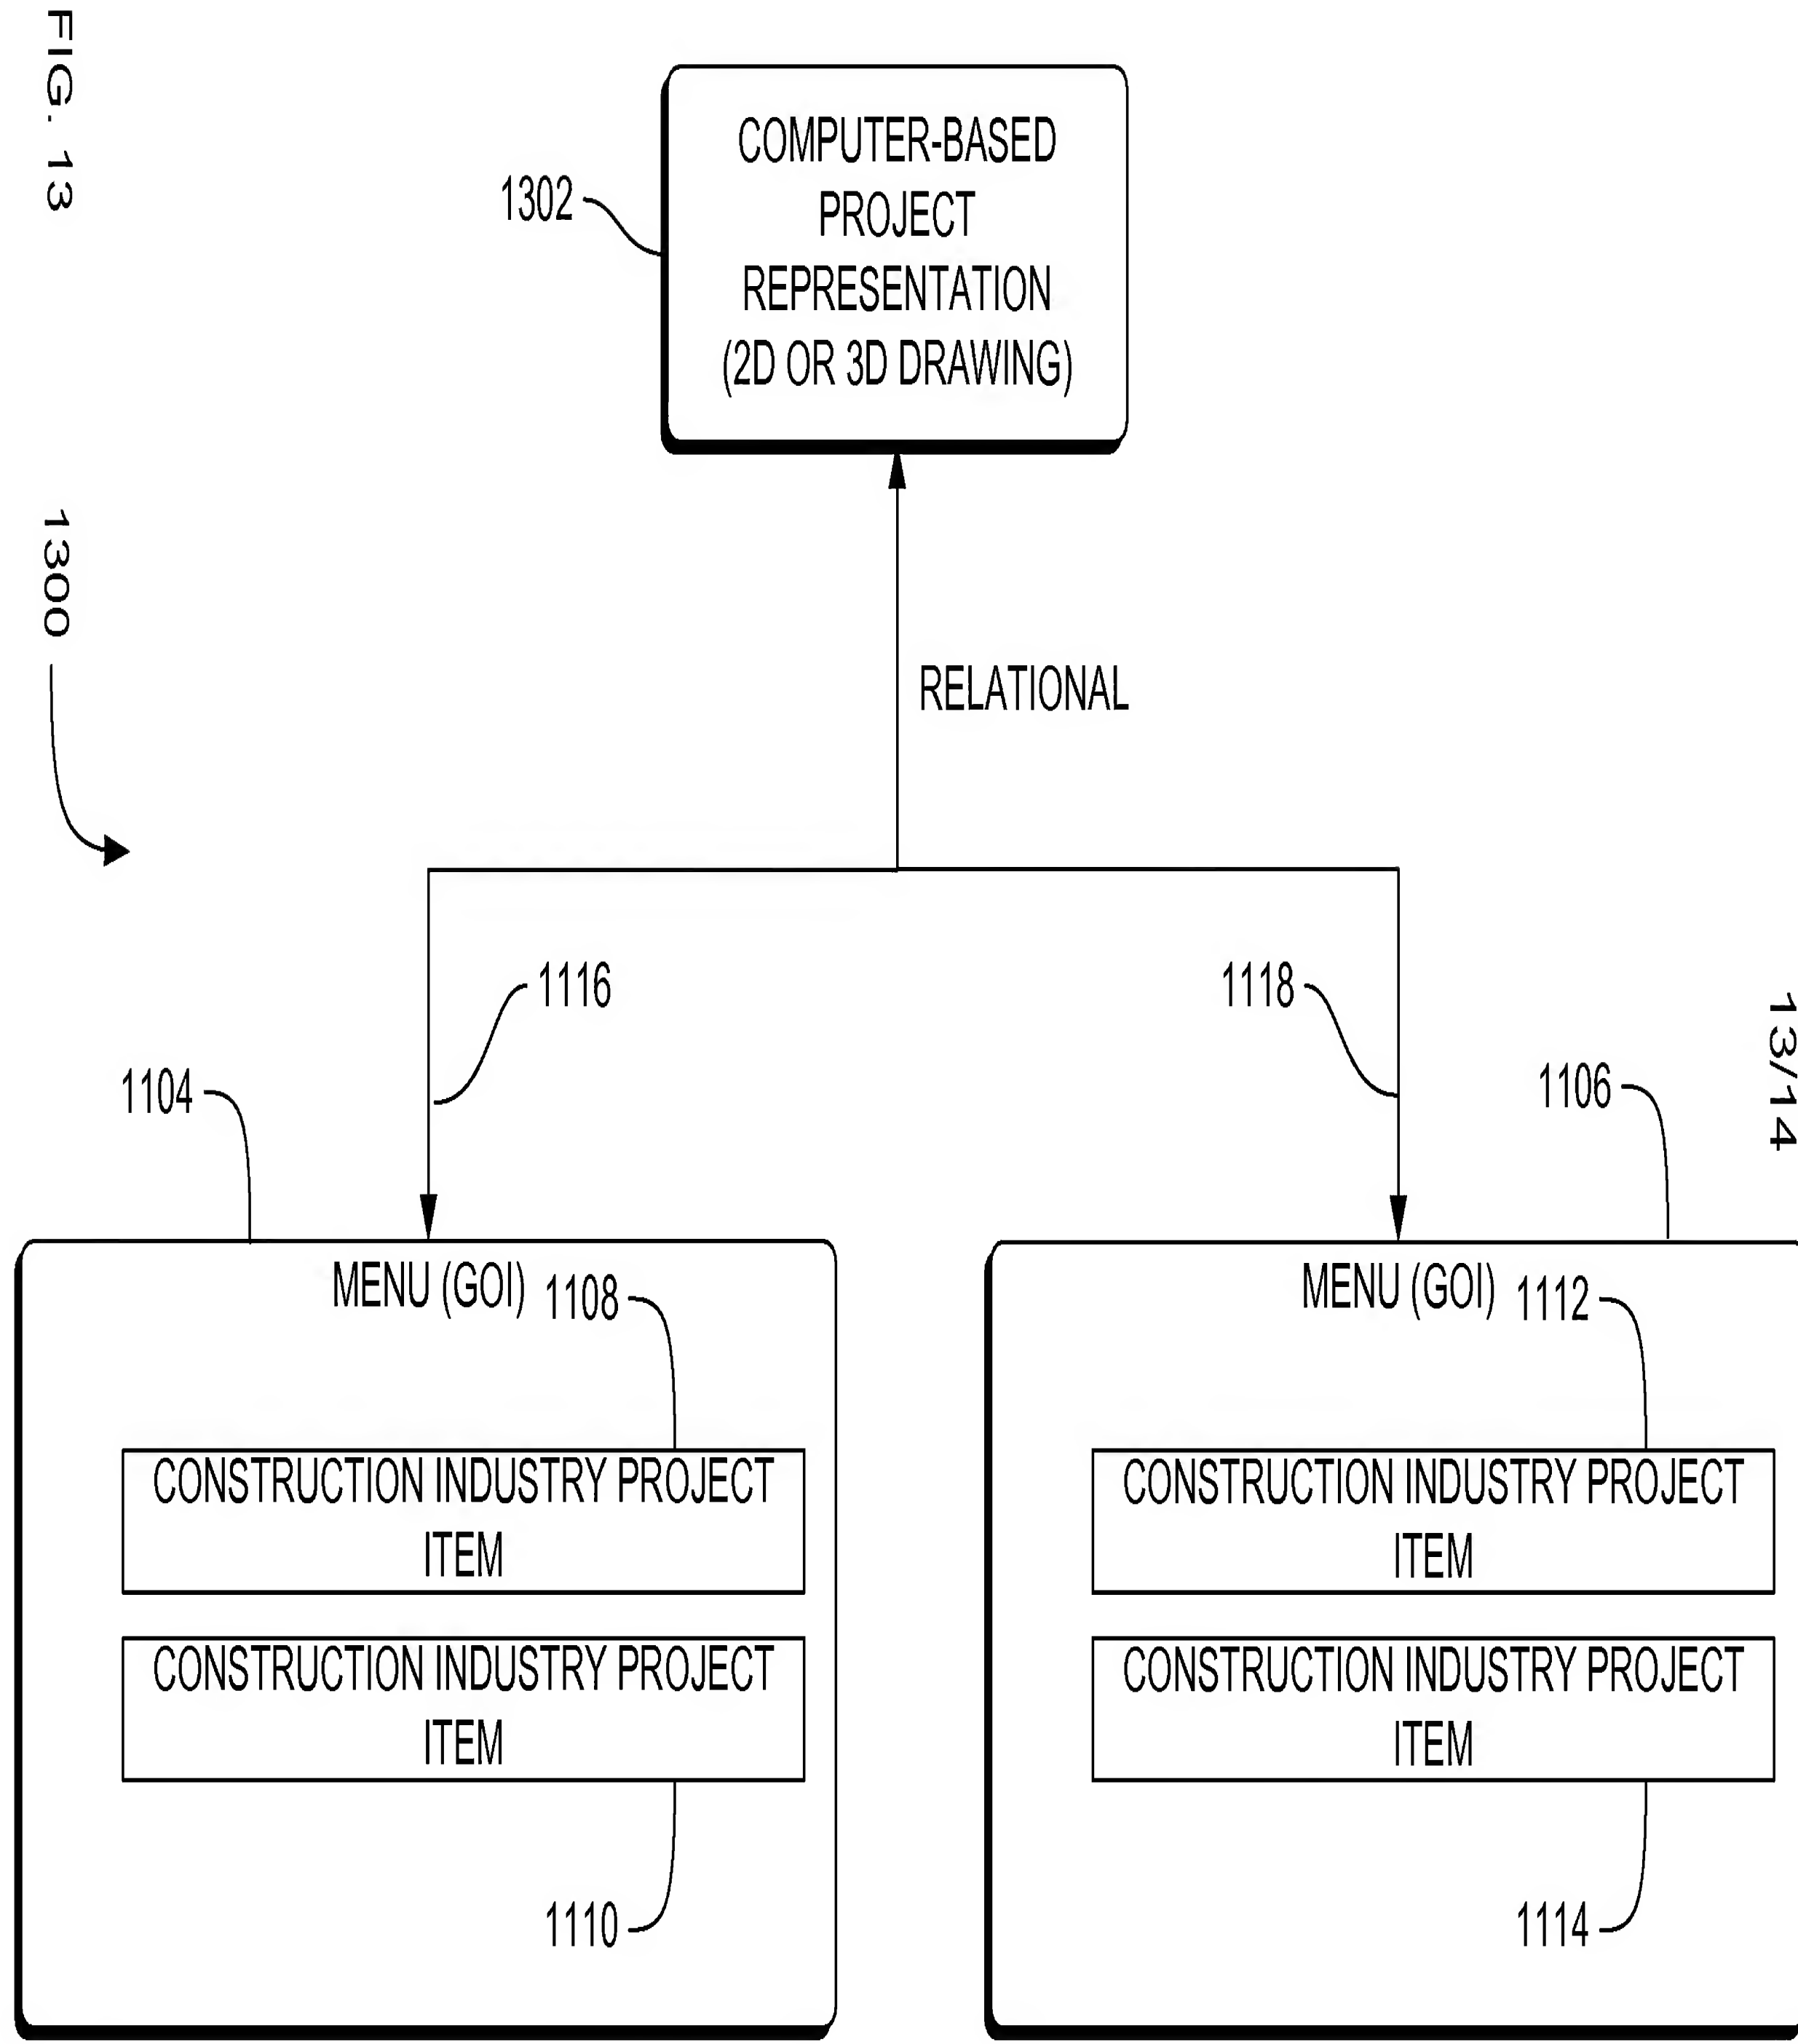 FIG. 13
COMPUTER-BASED
PROJECT
REPRESENTATION
(2D OR 3D DRAWING)
1302
1300
RELATIONAL
1116
1118
13/14
1104
1106
MENU (GOI)
1108
CONSTRUCTION INDUSTRY PROJECT
ITEM
CONSTRUCTION INDUSTRY PROJECT
ITEM
1110
MENU (GOI)
1112
CONSTRUCTION INDUSTRY PROJECT
ITEM
CONSTRUCTION INDUSTRY PROJECT
ITEM
1114